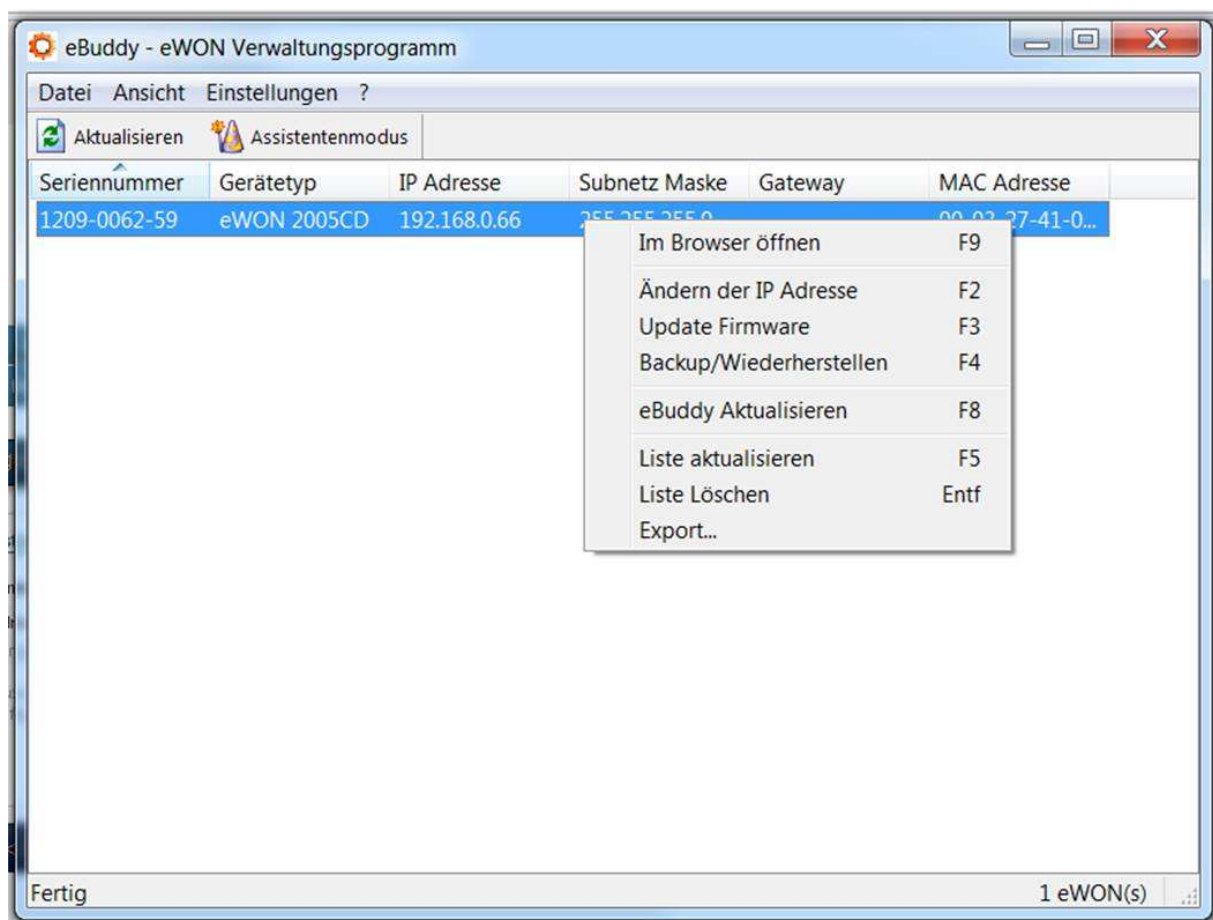 eBuddy - eWON Verwaltungsprogramm
Datei Ansicht Einstellungen ?
Aktualisieren Assistentenmodus
Seriennummer Gerätetyp IP Adresse Subnetz Maske Gateway MAC Adresse
1209-0062-59 eWON 2005CD 192.168.0.66
Im Browser öffnen F9
Ändern der IP Adresse F2
Update Firmware F3
Backup/Wiederherstellen F4
eBuddy Aktualisieren F8
Liste aktualisieren F5
Liste Löschen Entf
Export...
Fertig 1 eWON(s)